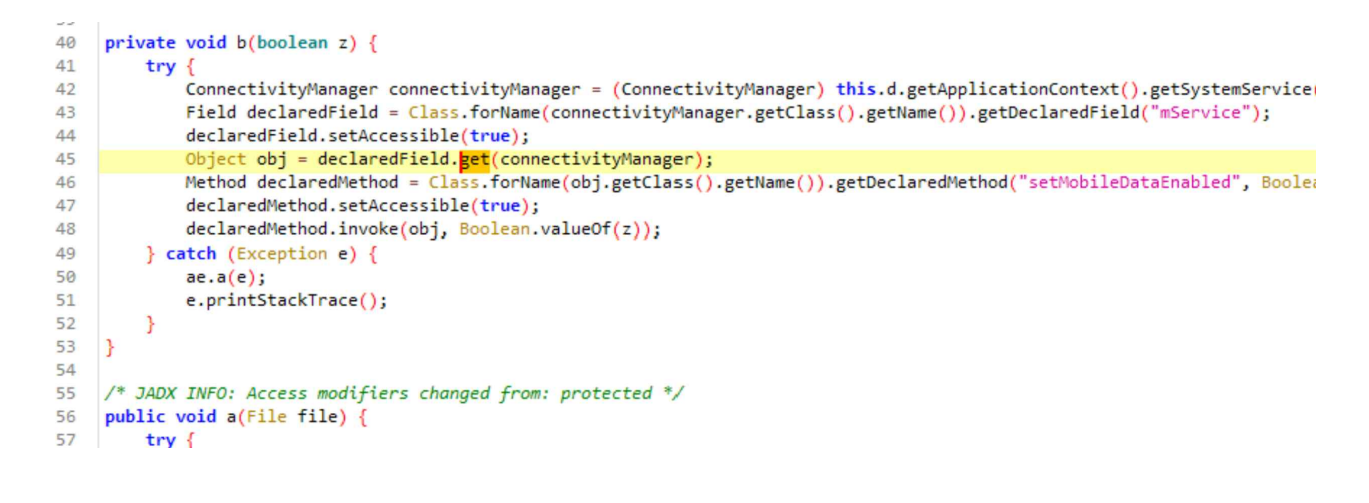 40 private void b(boolean z) {
41 try {
42 ConnectivityManager connectivityManager = (ConnectivityManager) this.d.getApplicationContext().getSystemService(
43 Field declaredField = Class.forName(connectivityManager.getClass().getName()).getDeclaredField("mService");
44 declaredField.setAccessible(true);
45 Object obj = declaredField.get(connectivityManager);
46 Method declaredMethod = Class.forName(obj.getClass().getName()).getDeclaredMethod("setMobileDataEnabled", Boolea
47 declaredMethod.setAccessible(true);
48 declaredMethod.invoke(obj, Boolean.valueOf(z));
49 } catch (Exception e) {
50 ae.a(e);
51 e.printStackTrace();
52 }
53 }
54
55 /* JADX INFO: Access modifiers changed from: protected */
56 public void a(File file) {
57 try {